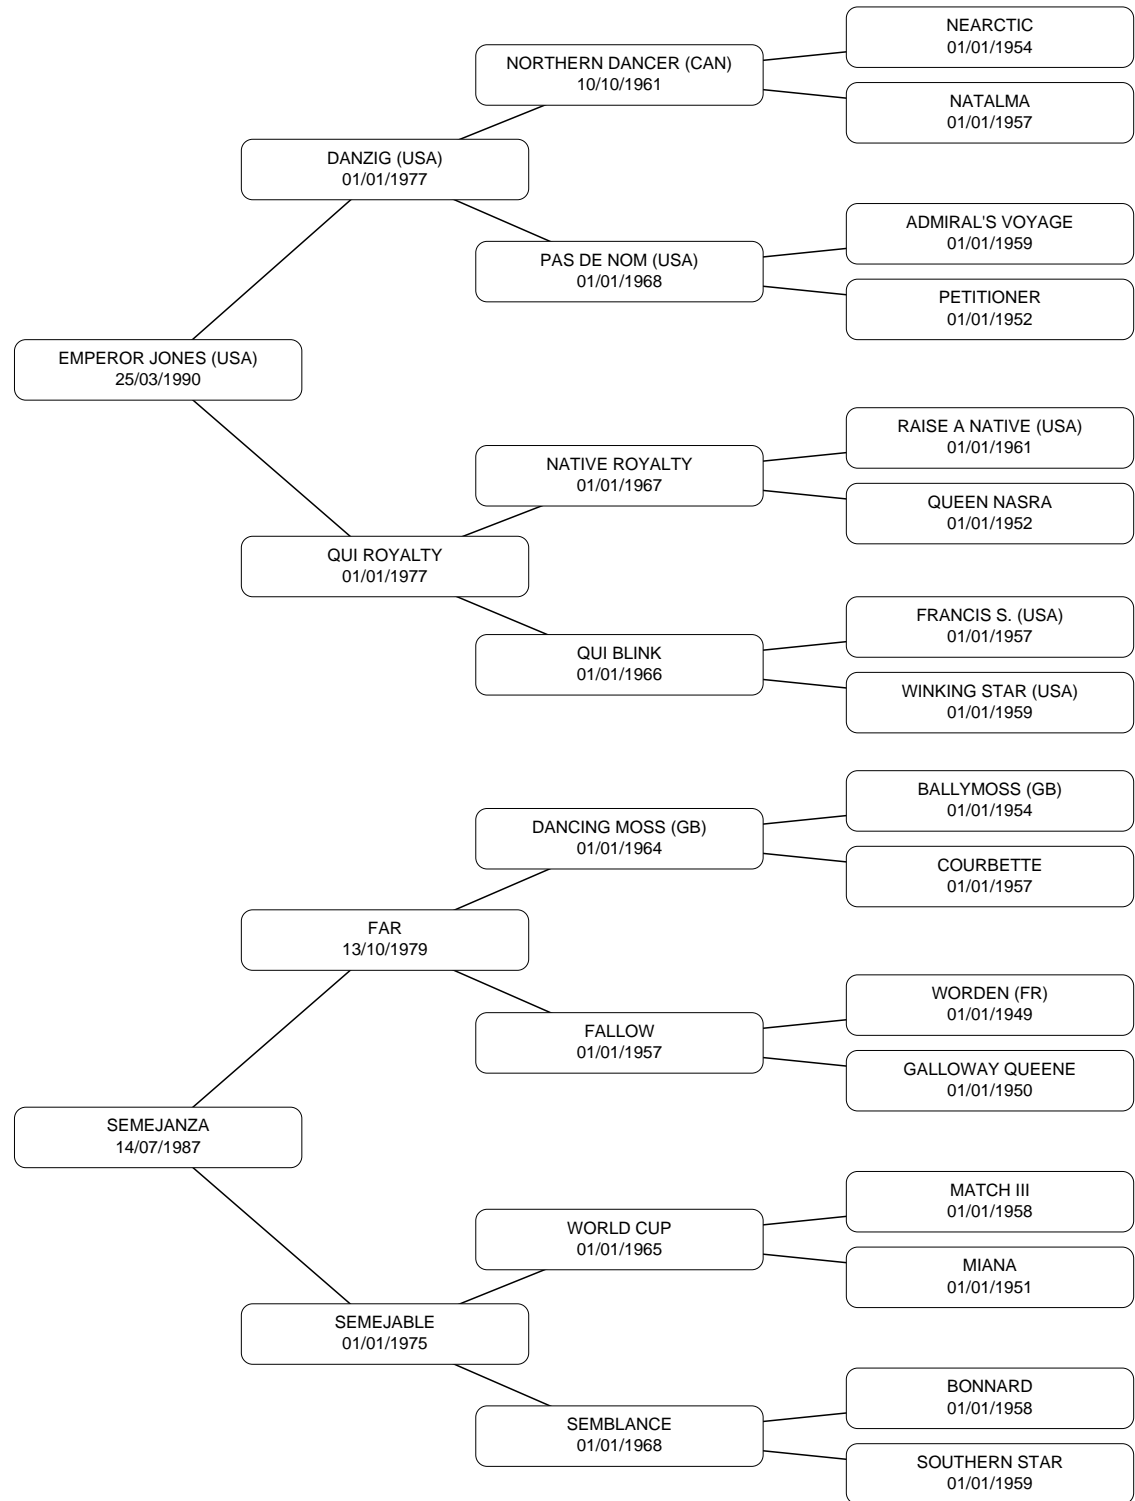 NEARCTIC
01/01/1954
NORTHERN DANCER (CAN)
10/10/1961
NATALMA
01/01/1957
DANZIG (USA)
01/01/1977
ADMIRAL'S VOYAGE
01/01/1959
PAS DE NOM (USA)
01/01/1968
PETITIONER
01/01/1952
EMPEROR JONES (USA)
25/03/1990
RAISE A NATIVE (USA)
01/01/1961
NATIVE ROYALTY
01/01/1967
QUEEN NASRA
01/01/1952
QUI ROYALTY
01/01/1977
FRANCIS S. (USA)
01/01/1957
QUI BLINK
01/01/1966
WINKING STAR (USA)
01/01/1959
BALLYMOSS (GB)
01/01/1954
DANCING MOSS (GB)
01/01/1964
COURBETTE
01/01/1957
FAR
13/10/1979
WORDEN (FR)
01/01/1949
FALLOW
01/01/1957
GALLOWAY QUEENE
01/01/1950
SEMEJANZA
14/07/1987
MATCH III
01/01/1958
WORLD CUP
01/01/1965
MIANA
01/01/1951
SEMEJABLE
01/01/1975
BONNARD
01/01/1958
SEMBLANCE
01/01/1968
SOUTHERN STAR
01/01/1959